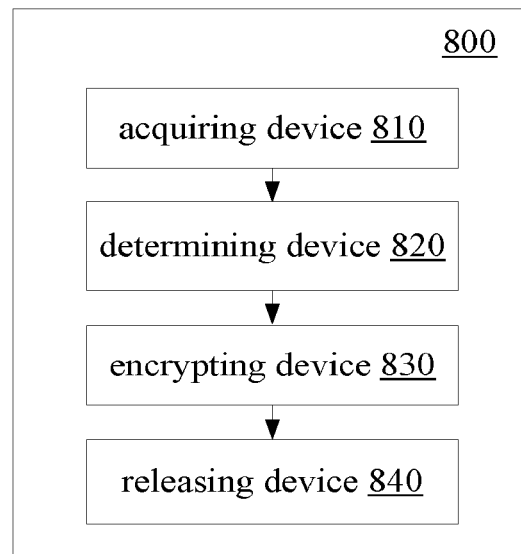 800
acquiring device 810
determining device 820
encrypting device 830
releasing device 840